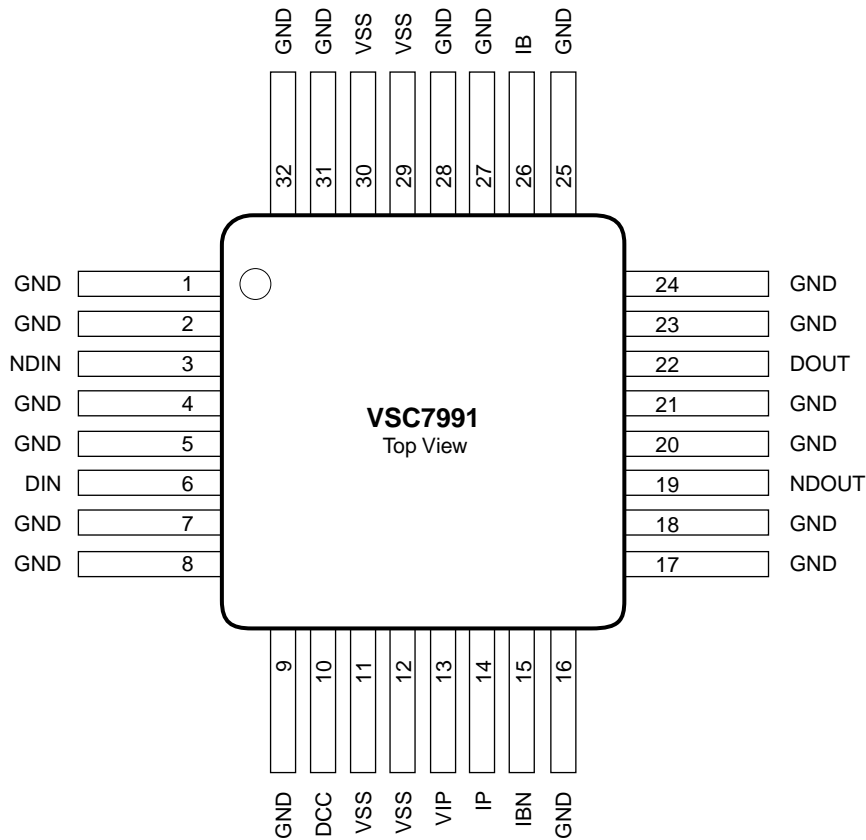 GND GND VSS VSS GND GND IB GND
32 31 30 29 28 27 26 25
GND 1 24 GND
GND 2 23 GND
NDIN 3 22 DOUT
GND 4 21 GND
VSC7991
Top View
GND 5 20 GND
DIN 6 19 NDOUT
GND 7 18 GND
GND 8 17 GND
9 10 11 12 13 14 15 16
GND DCC VSS VSS VIP IP IBN GND